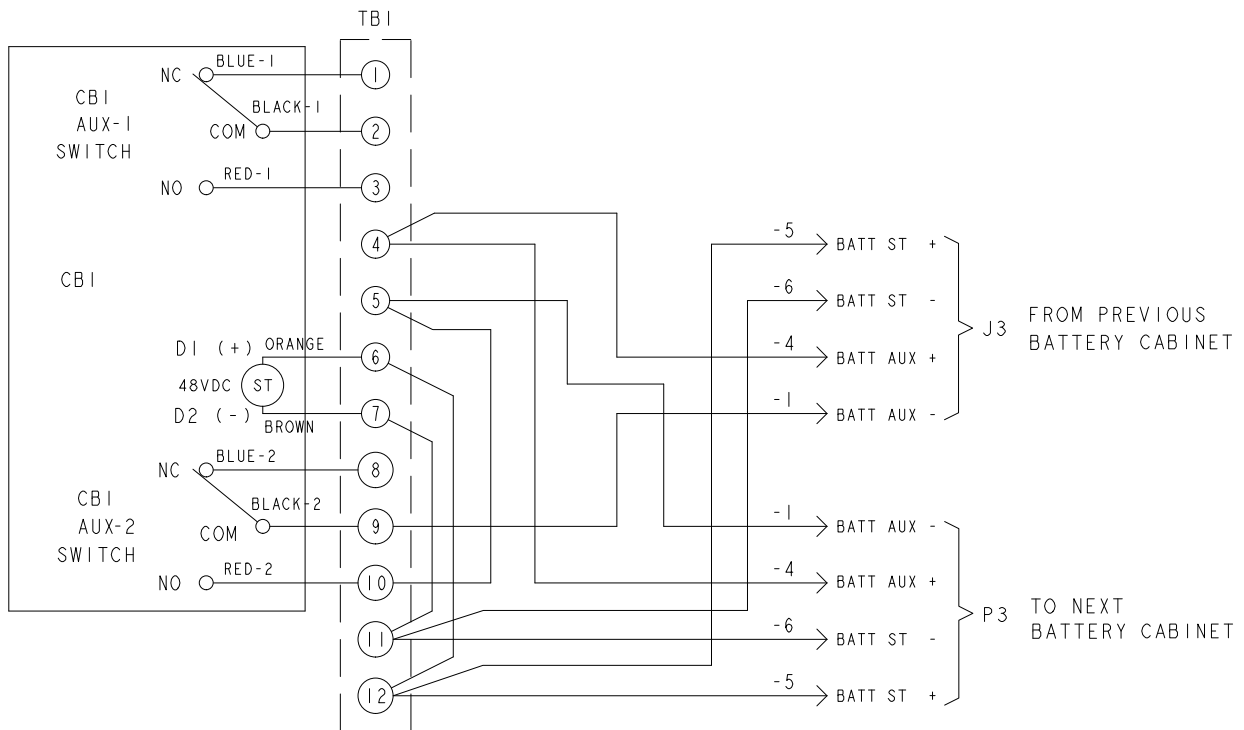 TB1
NC BLUE-1 1
CB1
AUX-1
SWITCH
BLACK-1
COM 2
NO RED-1 3
4
-5 BATT ST +
CB1
5
-6 BATT ST -
J3 FROM PREVIOUS
BATTERY CABINET
D1 (+) ORANGE 6
-4 BATT AUX +
48VDC ST
D2 (-) BROWN 7
-1 BATT AUX -
NC BLUE-2 8
CB1
AUX-2
SWITCH
BLACK-2
COM 9
-1 BATT AUX -
NO RED-2 10
-4 BATT AUX +
P3 TO NEXT
BATTERY CABINET
11
-6 BATT ST -
12
-5 BATT ST +